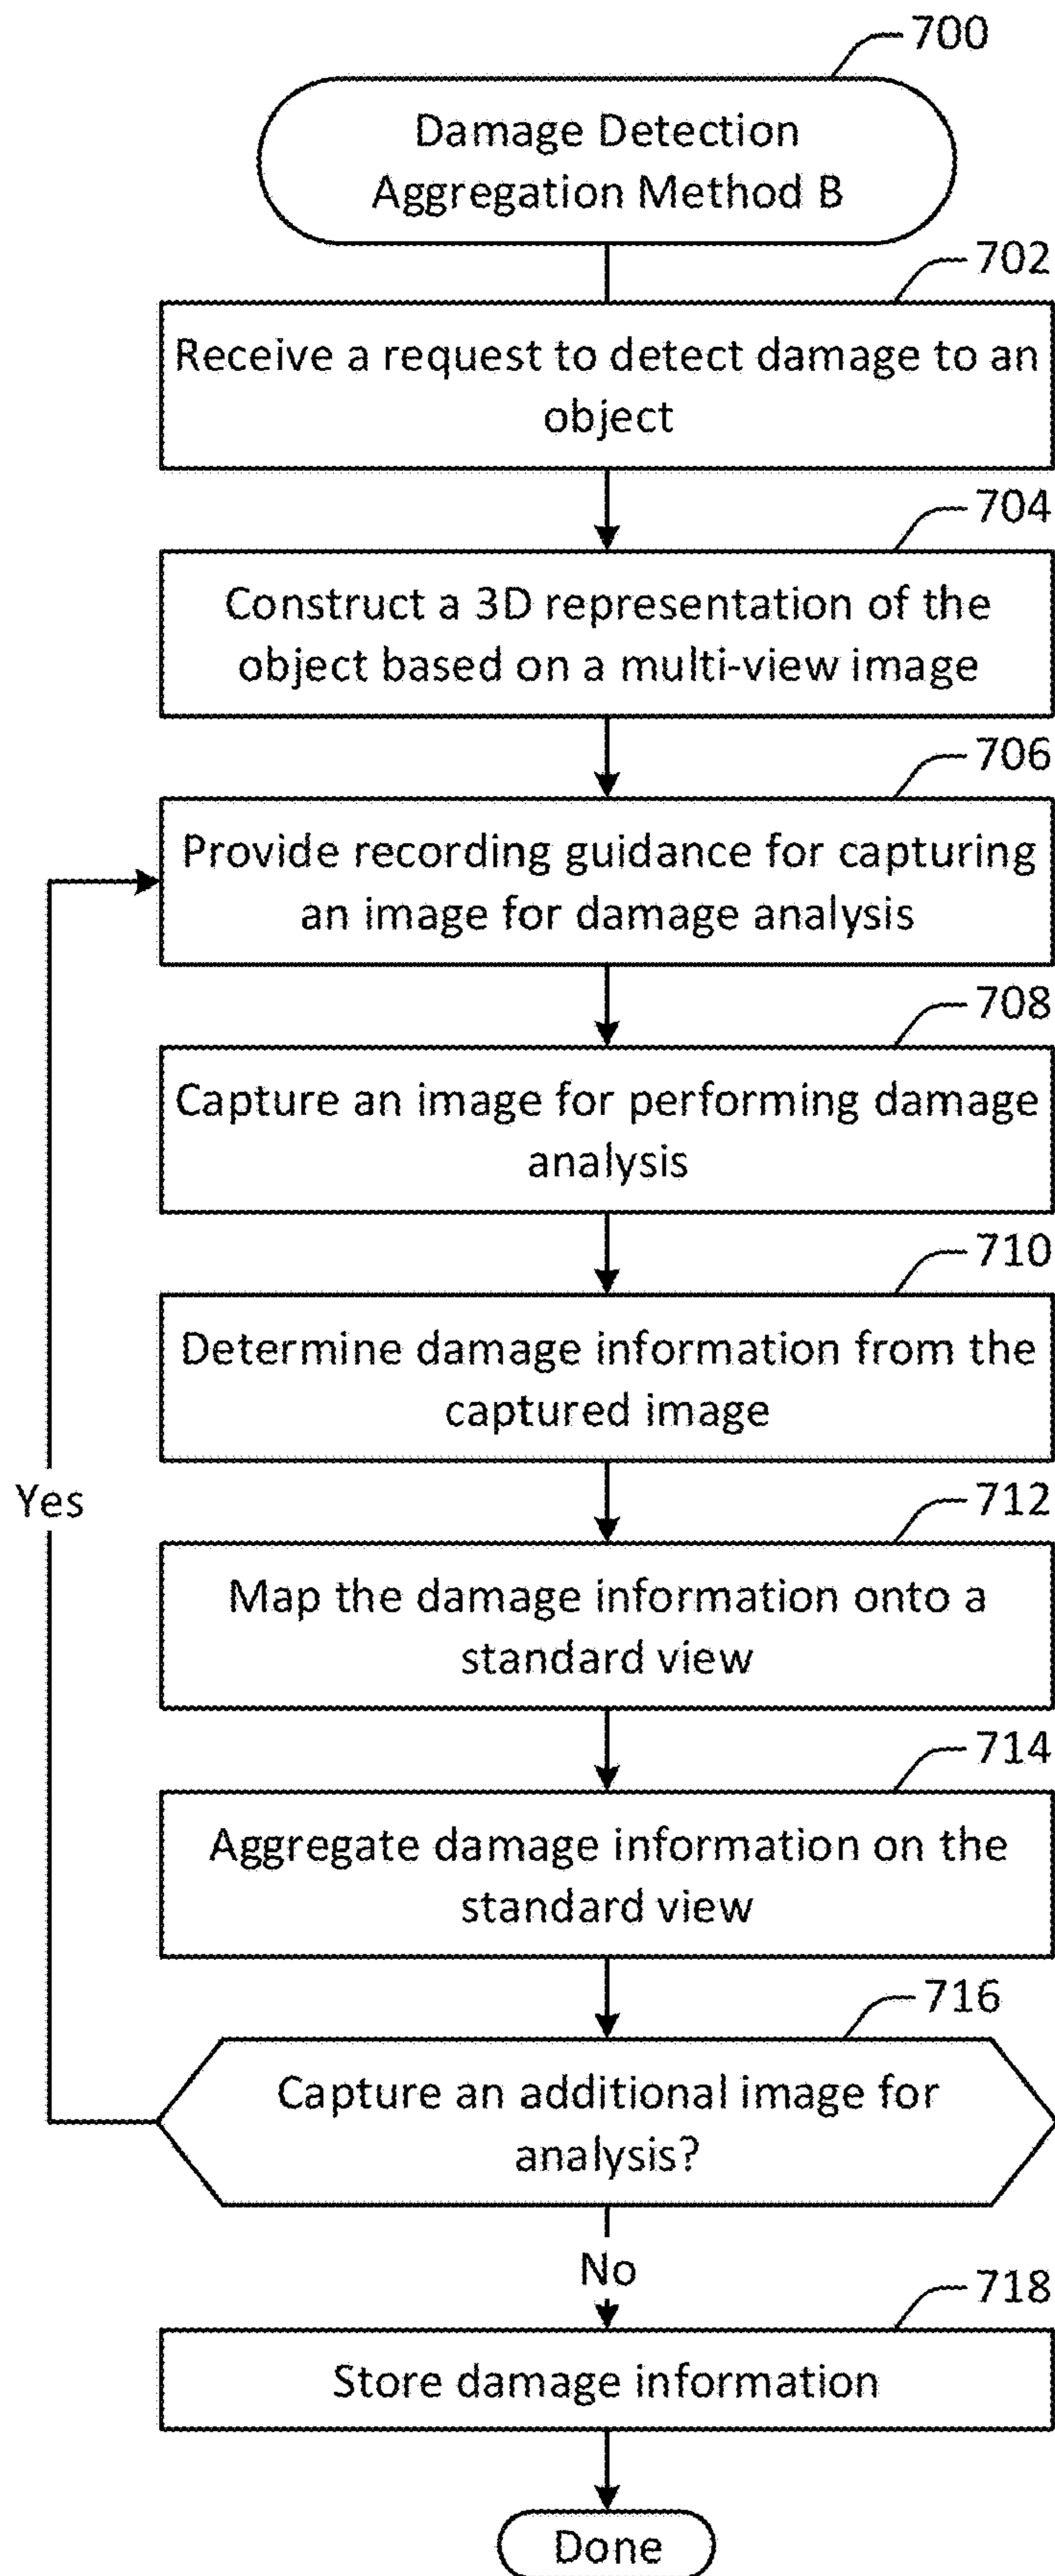 700
Damage Detection
Aggregation Method B
702
Receive a request to detect damage to an
object
704
Construct a 3D representation of the
object based on a multi-view image
706
Provide recording guidance for capturing
an image for damage analysis
708
Capture an image for performing damage
analysis
710
Determine damage information from the
captured image
Yes
712
Map the damage information onto a
standard view
714
Aggregate damage information on the
standard view
716
Capture an additional image for
analysis?
No
718
Store damage information
Done